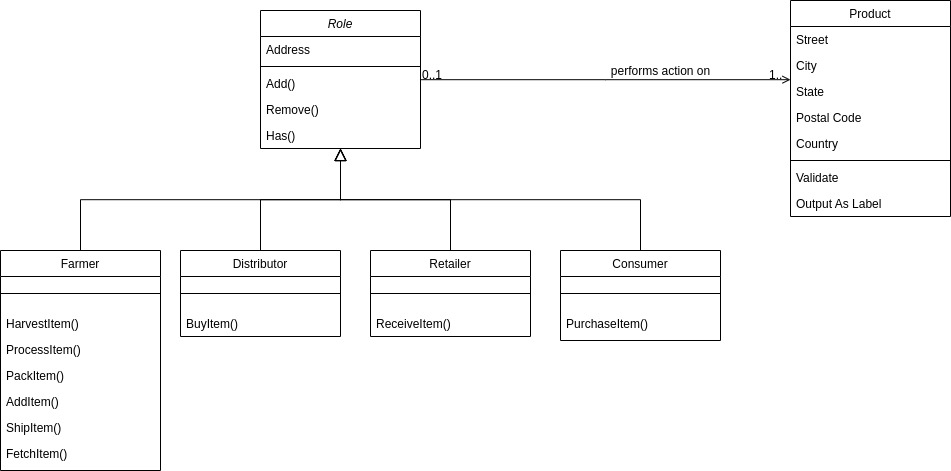 Role
Address
Add()
Remove()
Has()
0..1
performs action on
1..
Product
Street
City
State
Postal Code
Country
Validate
Output As Label
Farmer
HarvestItem()
ProcessItem()
PackItem()
AddItem()
ShipItem()
FetchItem()
Distributor
BuyItem()
Retailer
ReceiveItem()
Consumer
PurchaseItem()